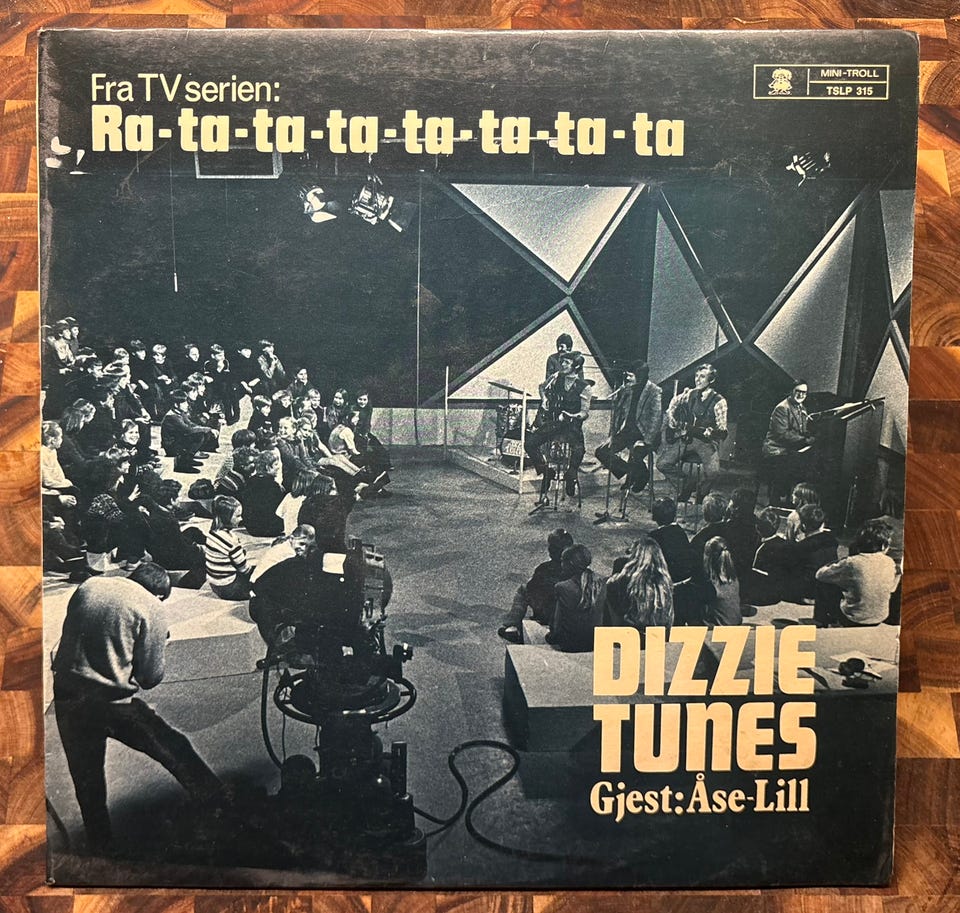 Fra TV serien:
Ra-ta-ta-ta-ta-ta-ta-ta
MINI-TROLL
TSLP 315
DIZZIE
TUNES
Gjest: Åse-Lill